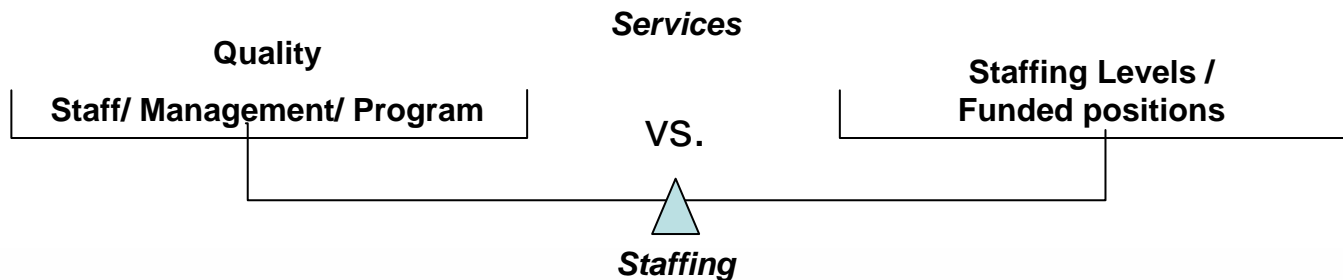 Services
Quality
Staff/ Management/ Program
vs.
Staffing Levels /
Funded positions
Staffing